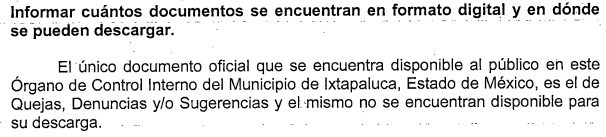 Informar cuántos documentos se encuentran en formato digital y en dónde
se pueden descargar.
El único documento oficial que se encuentra disponible al público en este
Órgano de Control Interno del Municipio de Ixtapaluca, Estado de México, es el de
Quejas, Denuncias y/o Sugerencias y el mismo no se encuentran disponible para
su descarga.